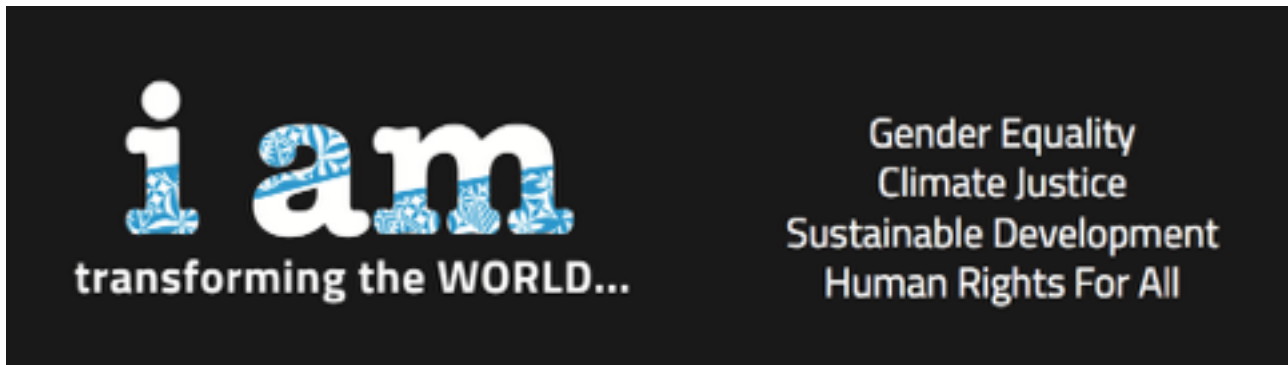 i am
transforming the WORLD...
Gender Equality
Climate Justice
Sustainable Development
Human Rights For All